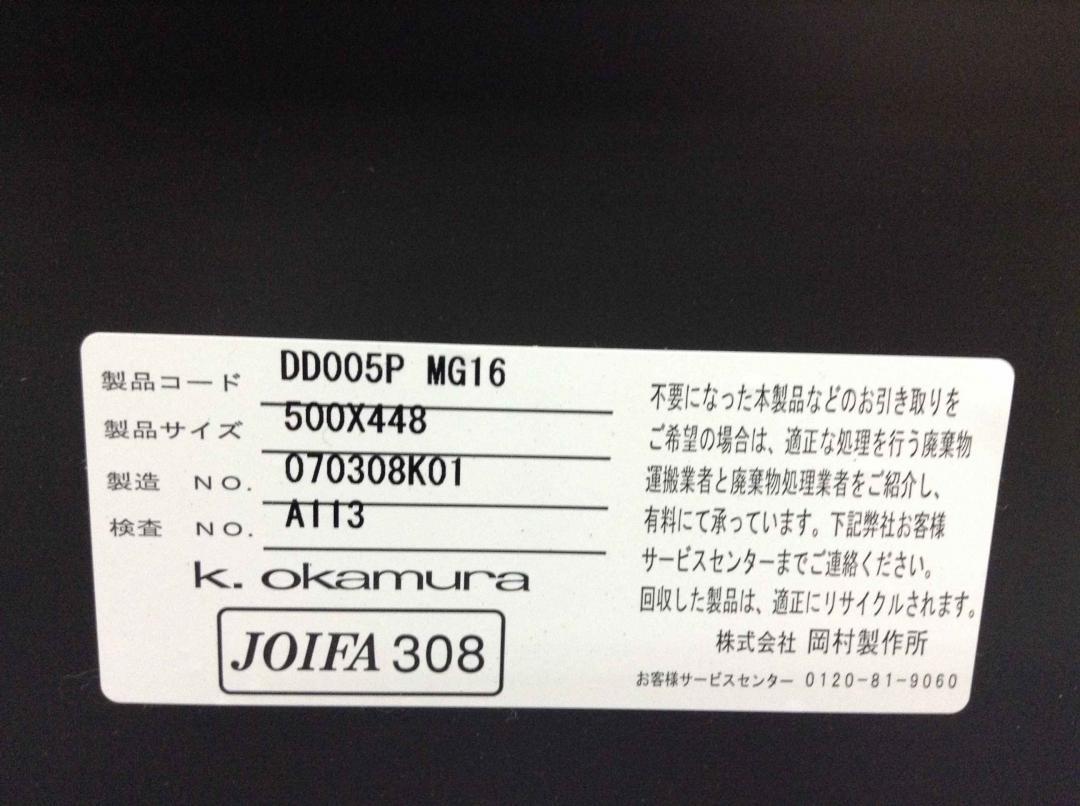 製品コード DD005P MG16
製品サイズ 500X448
製造 NO. 070308K01
検査 NO. A113
k. okamura
JOIFA 308
不要になった本製品などのお引き取りを
ご希望の場合は、適正な処理を行う廃棄物
運搬業者と廃棄物処理業者をご紹介し、
有料にて承っています。下記弊社お客様
サービスセンターまでご連絡ください。
回収した製品は、適正にリサイクルされます。
株式会社 岡村製作所
お客様サービスセンター 0120-81-9060